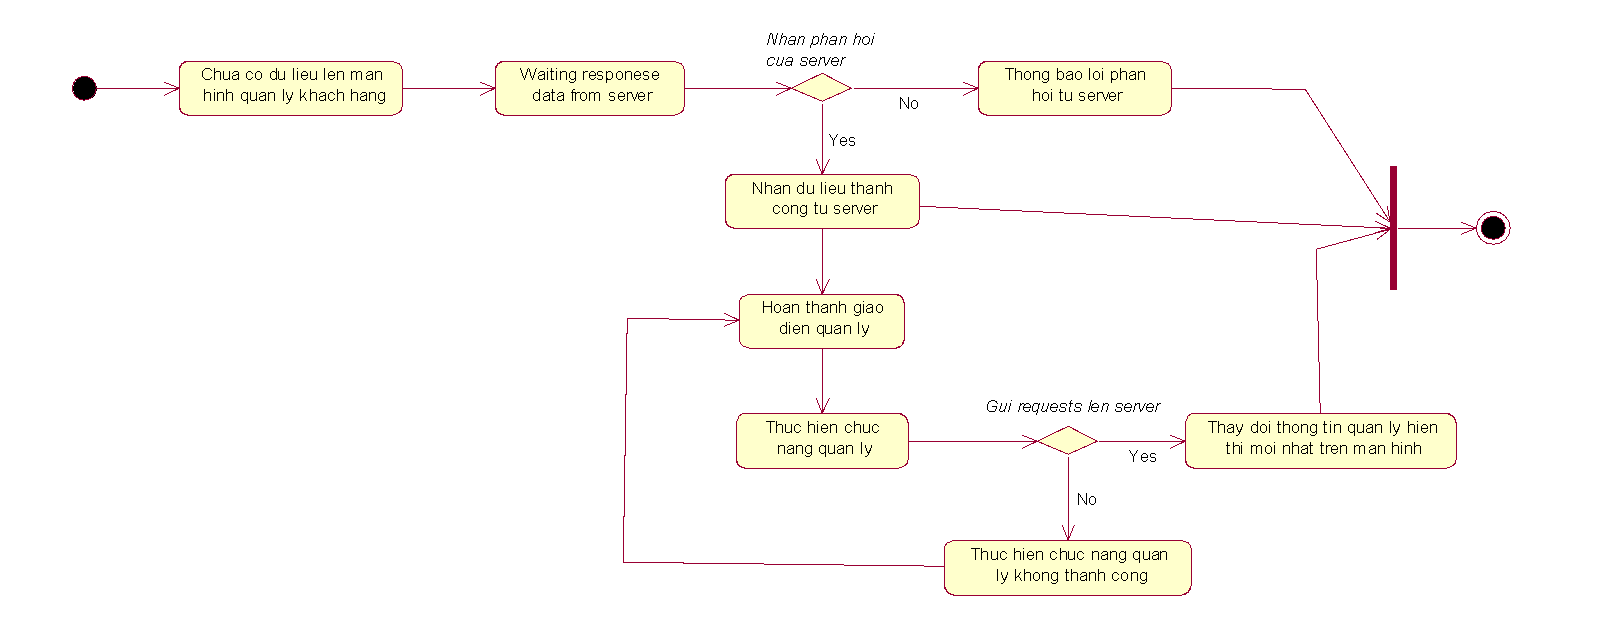 Nhan phan hoi
cua server
Chua co du lieu len man
hinh quan ly khach hang
Waiting responese
data from server
Thong bao loi phan
hoi tu server
No
Yes
Nhan du lieu thanh
cong tu server
Hoan thanh giao
dien quan ly
Gui requests len server
Thuc hien chuc
nang quan ly
Thay doi thong tin quan ly hien
thi moi nhat tren man hinh
Yes
No
Thuc hien chuc nang quan
ly khong thanh cong